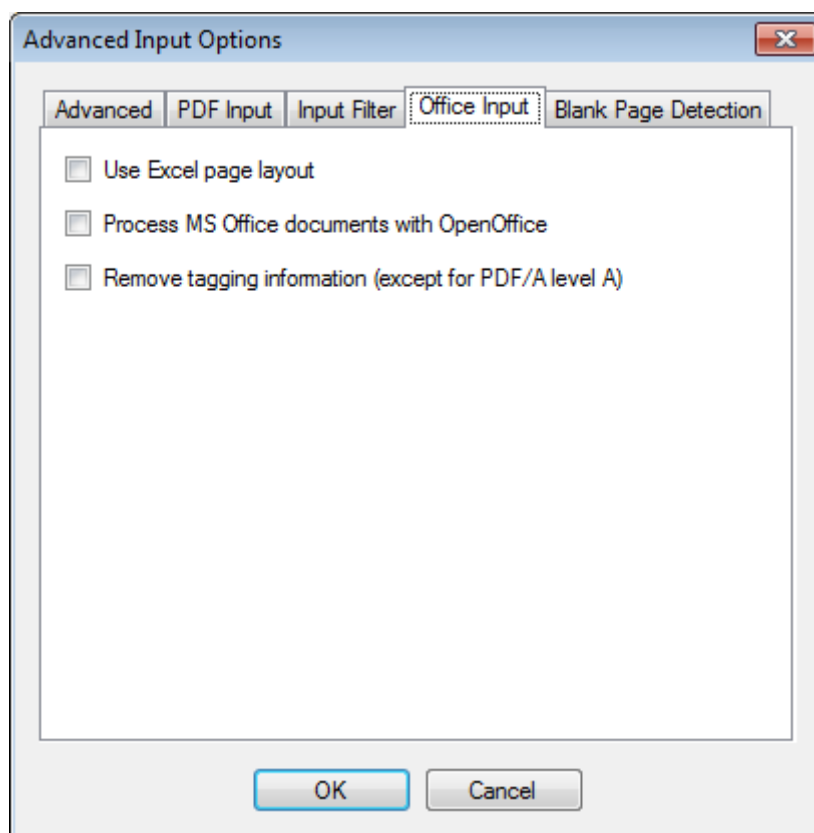 Advanced Input Options
Advanced PDF Input Input Filter Office Input Blank Page Detection
Use Excel page layout
Process MS Office documents with OpenOffice
Remove tagging information (except for PDF/A level A)
OK Cancel